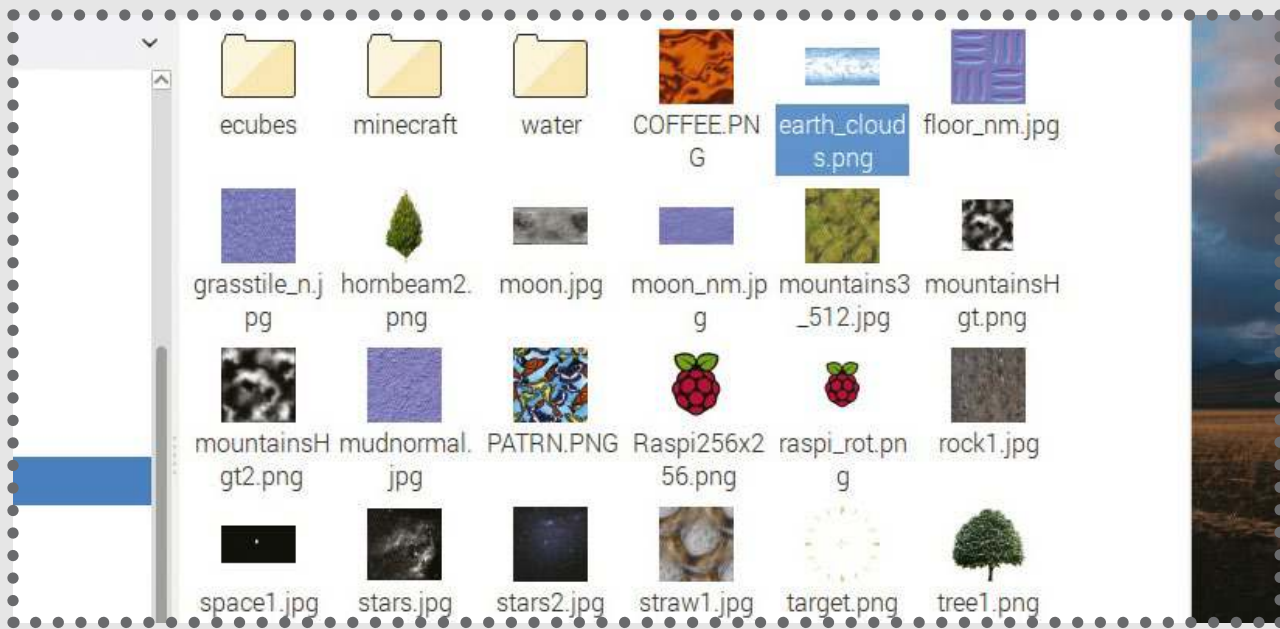 ecubes
minecraft
water
COFFEE.PN
G
earth_cloud
s.png
floor_nm.jpg
grasstile_n.j
pg
hornbeam2.
png
moon.jpg
moon_nm.jp
g
mountains3
_512.jpg
mountainsH
gt.png
mountainsH
gt2.png
mudnormal.
jpg
PATRN.PNG
Raspi256x2
56.png
raspi_rot.pn
g
rock1.jpg
space1.jpg
stars.jpg
stars2.jpg
straw1.jpg
target.png
tree1.png